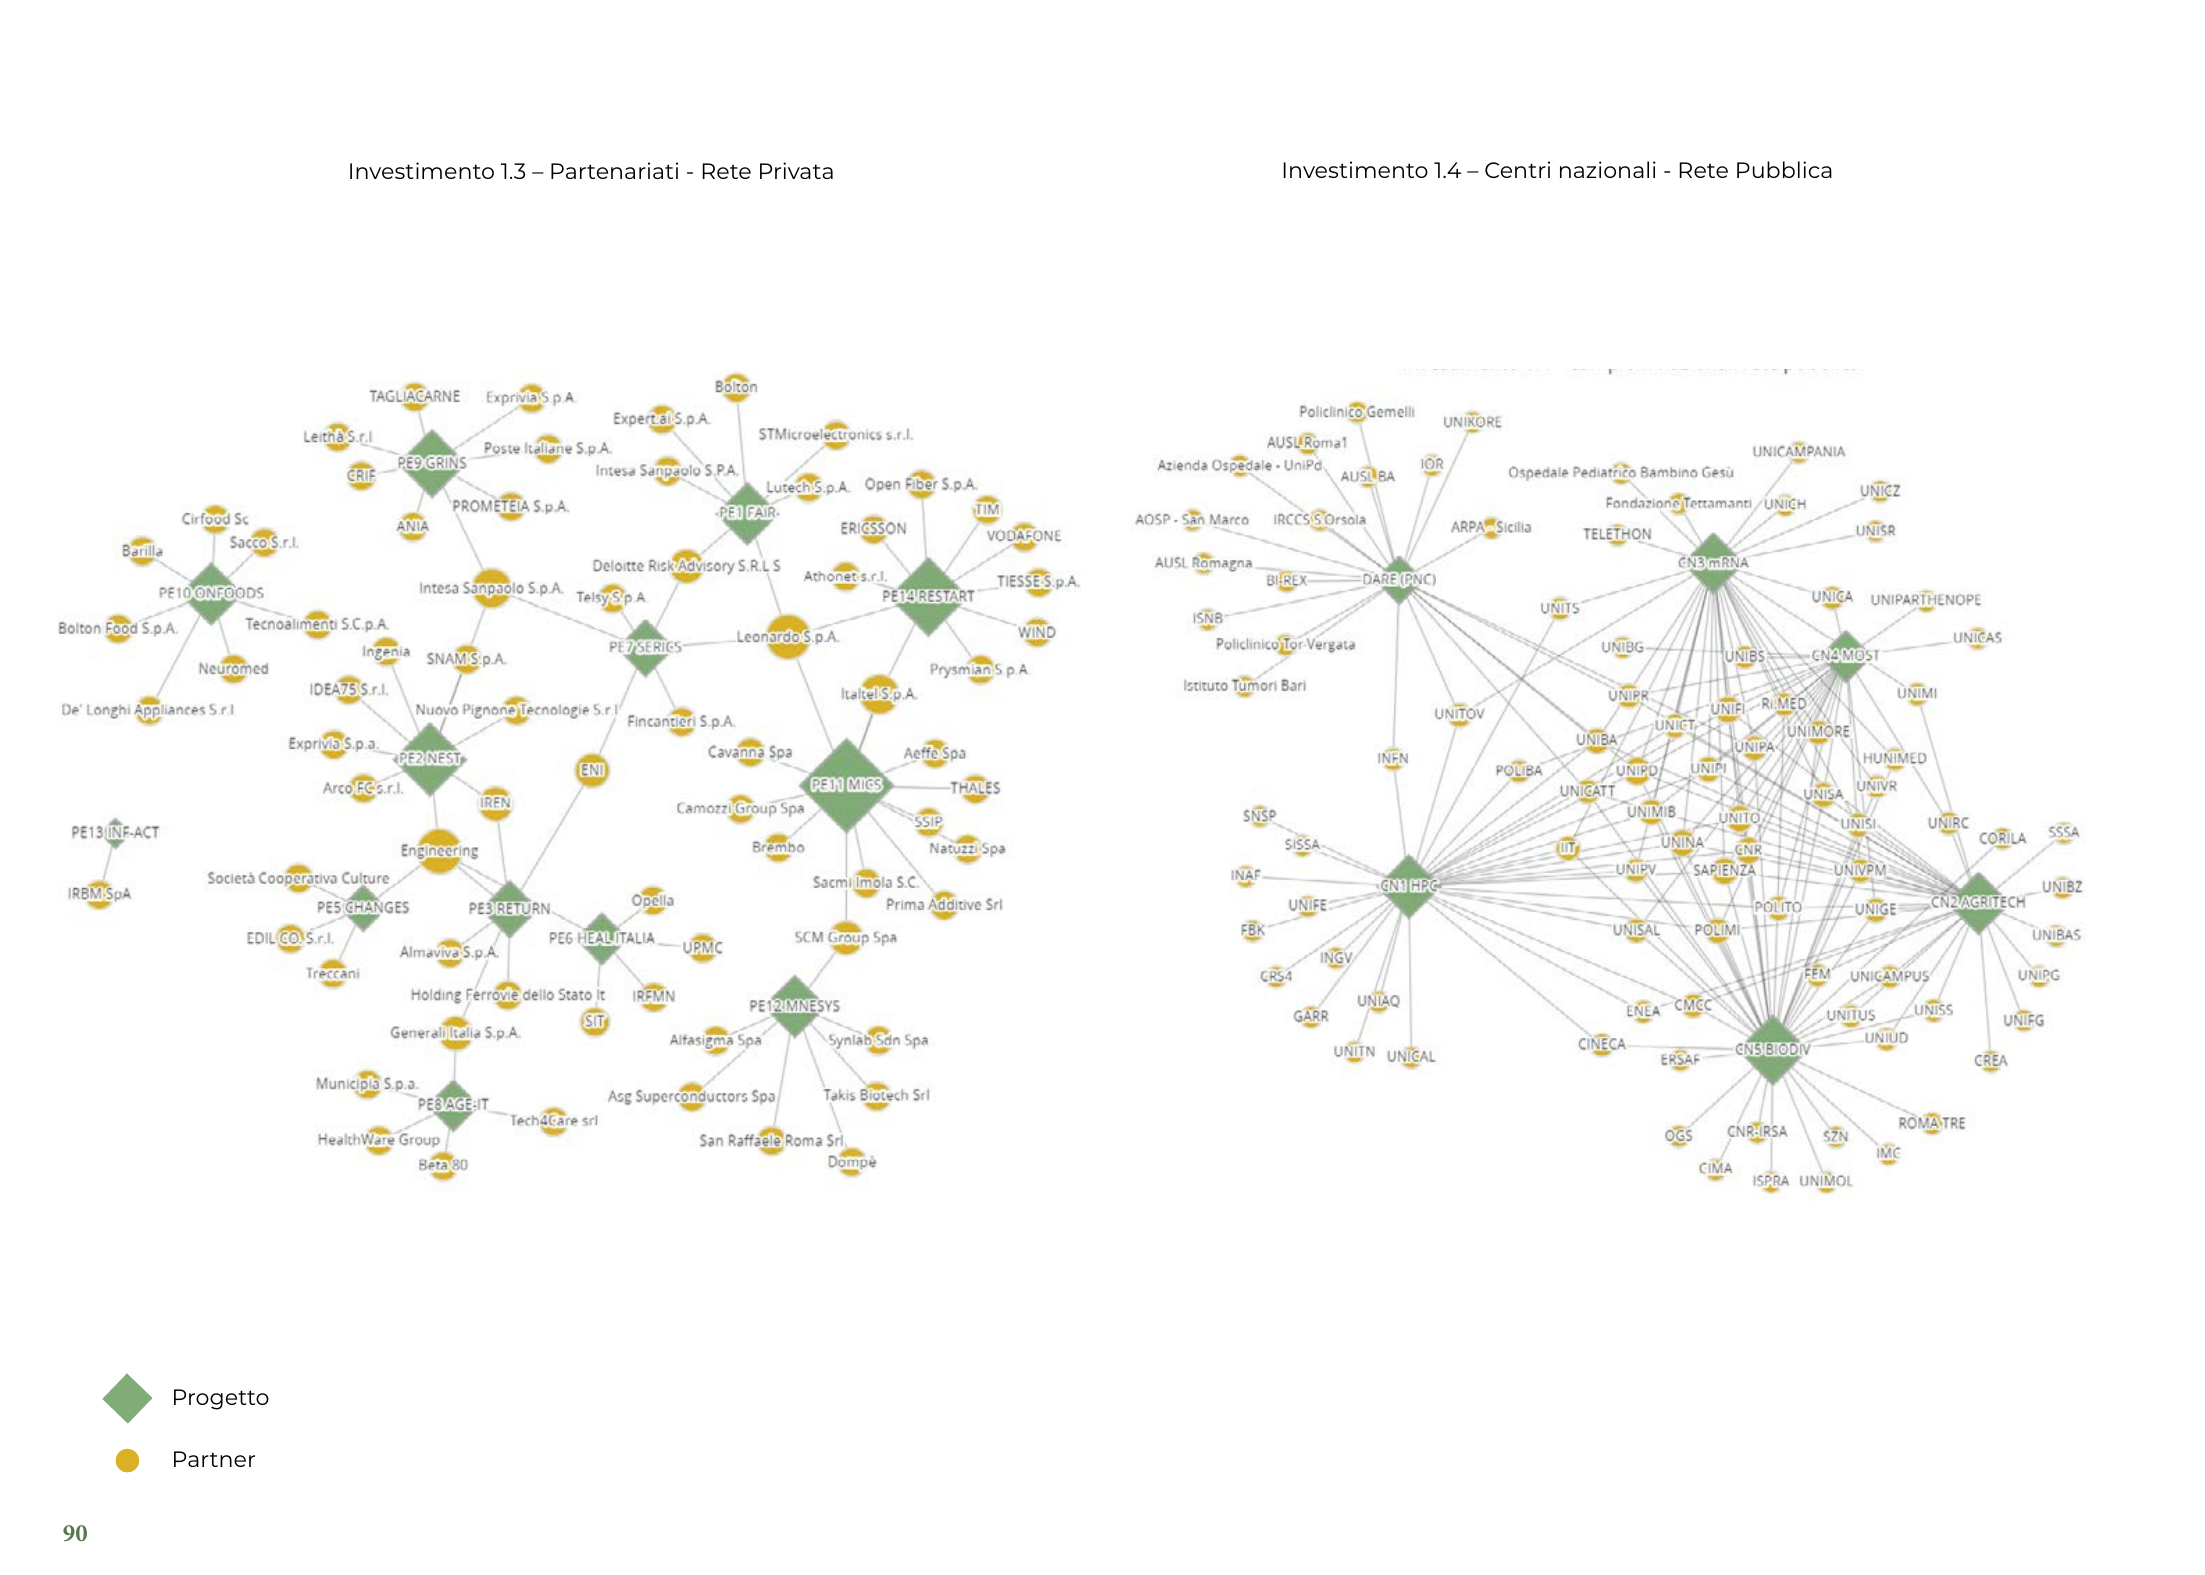 Investimento 1.3 – Partenariati - Rete Privata
TAGLIACARNE
Exprivia S.p.A.
Leithà S.r.l
Poste Italiane S.p.A.
PE9 GRINS
CRIF
PROMETEIA S.p.A.
ANIA
Bolton
Expert.ai S.p.A.
STMicroelectronics s.r.l.
Intesa Sanpaolo S.P.A.
Lutech S.p.A.
PE1 FAIR
Open Fiber S.p.A.
TIM
ERICSSON
VODAFONE
Cirfood Sc
Sacco S.r.l.
Barilla
PE10 ONFOODS
Bolton Food S.p.A.
Tecnoalimenti S.C.p.A.
Neuromed
De' Longhi Appliances S.r.l.
Deloitte Risk Advisory S.R.L S
Athonet s.r.l.
TIESSE S.p.A.
PE14 RESTART
Intesa Sanpaolo S.p.A.
Telsy S.p.A.
Leonardo S.p.A.
WIND
PE7 SERICS
Prysmian S.p.A.
Ingenia
SNAM S.p.A.
IDEA75 S.r.l.
Italtel S.p.A.
Nuovo Pignone Tecnologie S.r.l
Fincantieri S.p.A.
Exprivia S.p.a.
PE2 NEST
Cavanna Spa
Aeffe Spa
ENI
Arco FC s.r.l.
PE11 MICS
THALES
IREN
Camozzi Group Spa
SSIP
PE13 INF-ACT
Brembo
Natuzzi Spa
Engineering
IRBM SpA
Società Cooperativa Culture
Sacmi Imola S.C.
PE5 CHANGES
PE3 RETURN
Opella
Prima Additive Srl
EDIL CO. S.r.l.
PE6 HEAL ITALIA
UPMC
SCM Group Spa
Almaviva S.p.A.
Treccani
Holding Ferrovie dello Stato It
IRFMN
SIT
PE12 MNESYS
Generali Italia S.p.A.
Alfasigma Spa
Synlab Sdn Spa
Municipia S.p.a.
PE8 AGE-IT
Asg Superconductors Spa
Takis Biotech Srl
Tech4Care srl
HealthWare Group
San Raffaele Roma Srl
Beta 80
Dompè
Investimento 1.4 – Centri nazionali - Rete Pubblica
Policlinico Gemelli
UNIKORE
AUSL Roma1
Azienda Ospedale - UniPd
AUSL BA
IOR
UNICAMPANIA
Ospedale Pediatrico Bambino Gesù
UNICZ
Fondazione Tettamanti
UNICH
AOSP - San Marco
IRCCS S.Orsola
ARPA - Sicilia
TELETHON
UNISR
AUSL Romagna
BI-REX
DARE (PNC)
CN3 mRNA
ISNB
UNITS
UNICA
UNIPARTHENOPE
Policlinico Tor Vergata
UNIBG
UNIBS
CN4 MOST
UNICAS
Istituto Tumori Bari
UNIPR
UNIMI
UNITOV
UNIFI
Ri.MED
UNICT
UNIMORE
UNIBA
UNIPA
INFN
POLIBA
UNIPD
UNIPI
HUNIMED
UNICATT
UNISA
UNIVR
SNSP
UNIMIB
UNITO
UNISI
UNIRC
SISSA
IIT
UNINA
CNR
CORILA
SSSA
INAF
CN1 HPC
UNIPV
SAPIENZA
UNIVPM
UNIBZ
UNIFE
POLITO
UNIGE
CN2 AGRITECH
FBK
UNISAL
POLIMI
UNIBAS
INGV
CRS4
FEM
UNICAMPUS
UNIPG
UNIAQ
ENEA
CMCC
UNITUS
UNISS
GARR
UNIFG
UNITN
UNICAL
CINECA
ERSAF
CN5 BIODIV
UNIUD
CREA
OGS
CNR-IRSA
SZN
ROMA TRE
IMC
CIMA
ISPRA
UNIMOL
Progetto
Partner
90